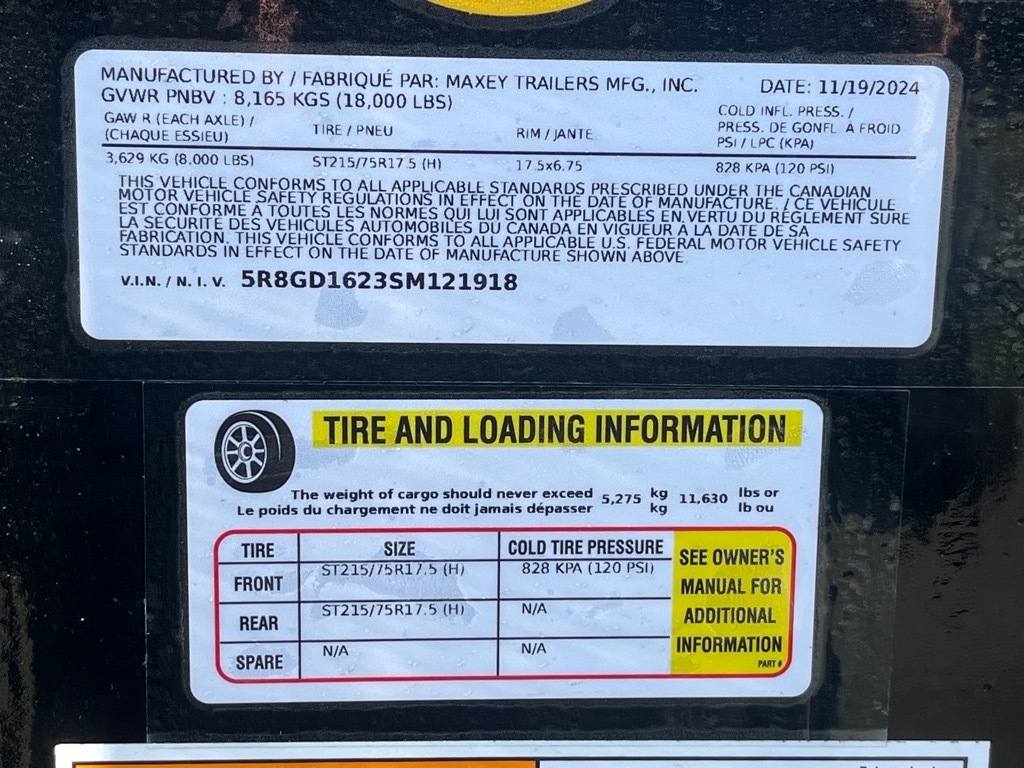 MANUFACTURED BY / FABRIQUÉ PAR: MAXEY TRAILERS MFG., INC. DATE: 11/19/2024
GVWR PNBV : 8,165 KGS (18,000 LBS)
GAW R (EACH AXLE) /
(CHAQUE ESSIEU)
TIRE / PNEU
RIM / JANTE
COLD INFL. PRESS. /
PRESS. DE GONFL. À FROID
PSI / LPC (KPA)
3,629 KG (8.000 LBS) ST215/75R17.5 (H) 17.5x6.75 828 KPA (120 PSI)
THIS VEHICLE CONFORMS TO ALL APPLICABLE STANDARDS PRESCRIBED UNDER THE CANADIAN
MOTOR VEHICLE SAFETY REGULATIONS IN EFFECT ON THE DATE OF MANUFACTURE. / CE VEHICULE
EST CONFORME À TOUTES LES NORMES QUI LUI SONT APPLICABLES EN VERTU DU RÈGLEMENT SURE
LA SÉCURITÉ DES VÉHICULES AUTOMOBILES DU CANADA EN VIGUEUR À LA DATE DE SA
FABRICATION. THIS VEHICLE CONFORMS TO ALL APPLICABLE U.S. FEDERAL MOTOR VEHICLE SAFETY
STANDARDS IN EFFECT ON THE DATE OF MANUFACTURE SHOWN ABOVE
V.I.N. / N. I. V. 5R8GD1623SM121918
TIRE AND LOADING INFORMATION
The weight of cargo should never exceed 5,275 kg 11,630 lbs or
Le poids du chargement ne doit jamais dépasser kg lb ou
TIRE SIZE COLD TIRE PRESSURE
FRONT ST215/75R17.5 (H) 828 KPA (120 PSI)
REAR ST215/75R17.5 (H) N/A
SPARE N/A N/A
SEE OWNER'S
MANUAL FOR
ADDITIONAL
INFORMATION
PART #